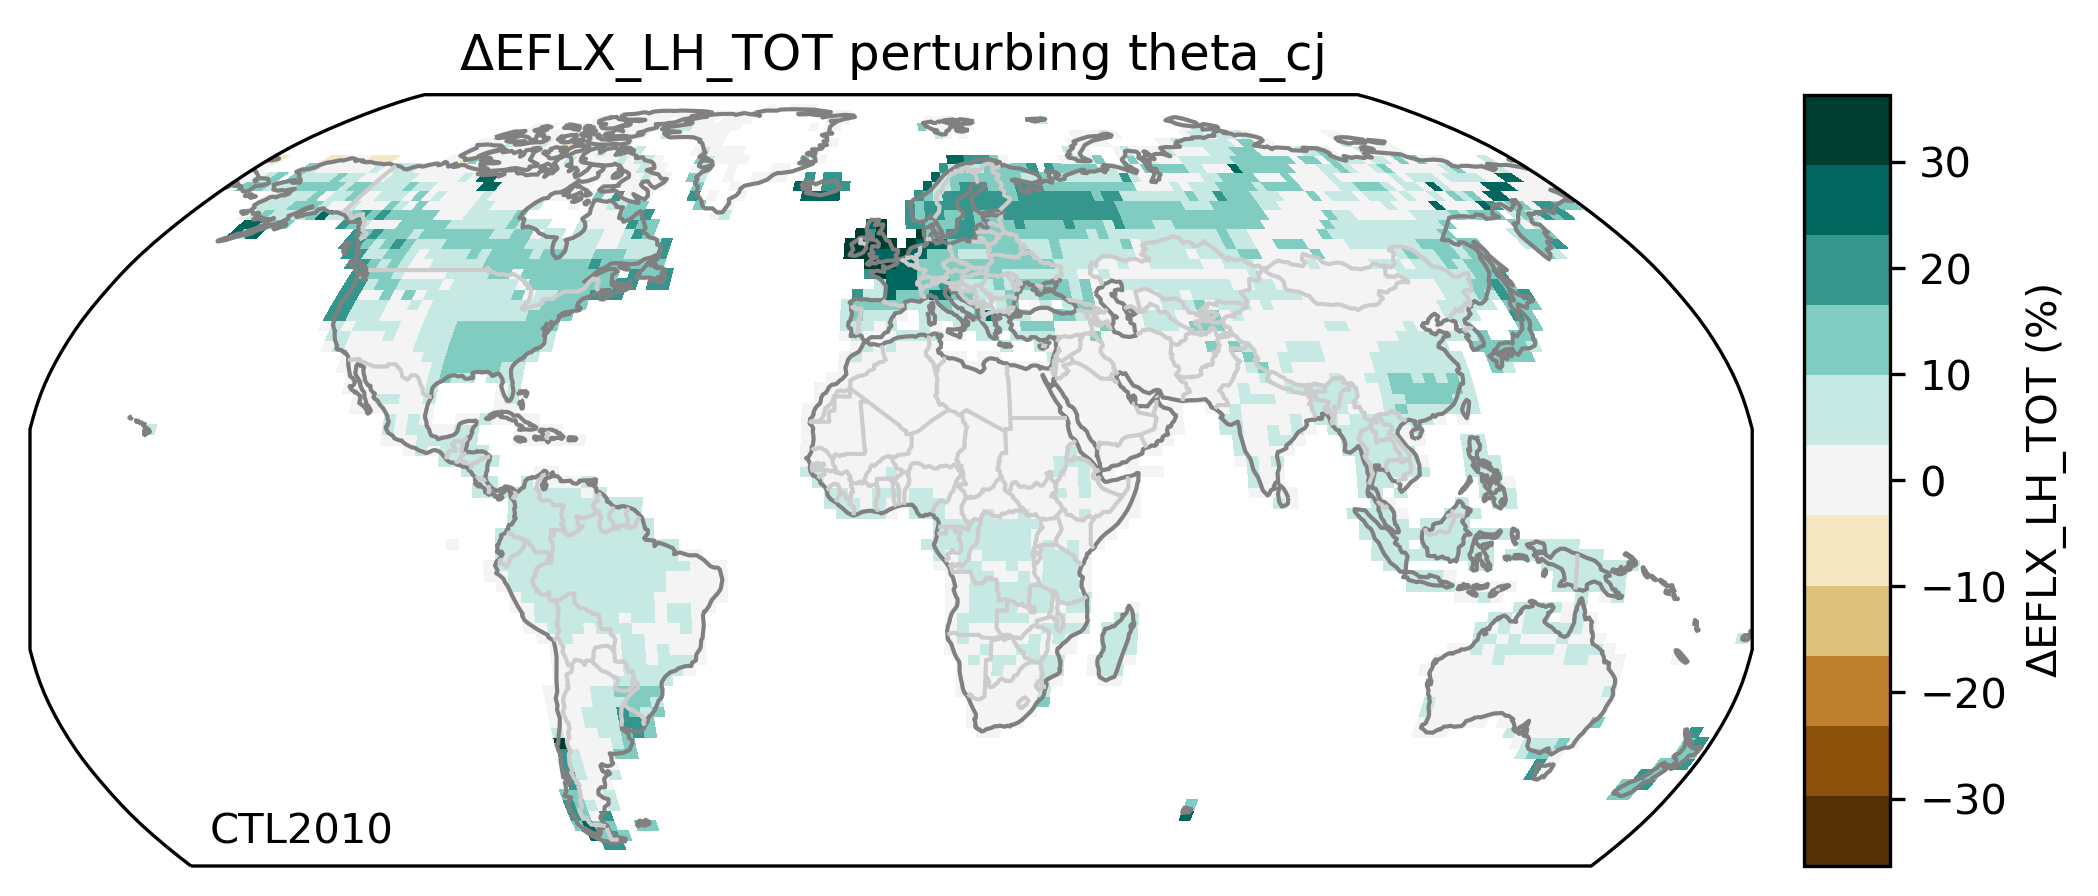 ΔEFLX_LH_TOT perturbing theta_cj
30
20
10
0
−10
−20
−30
ΔEFLX_LH_TOT (%)
CTL2010